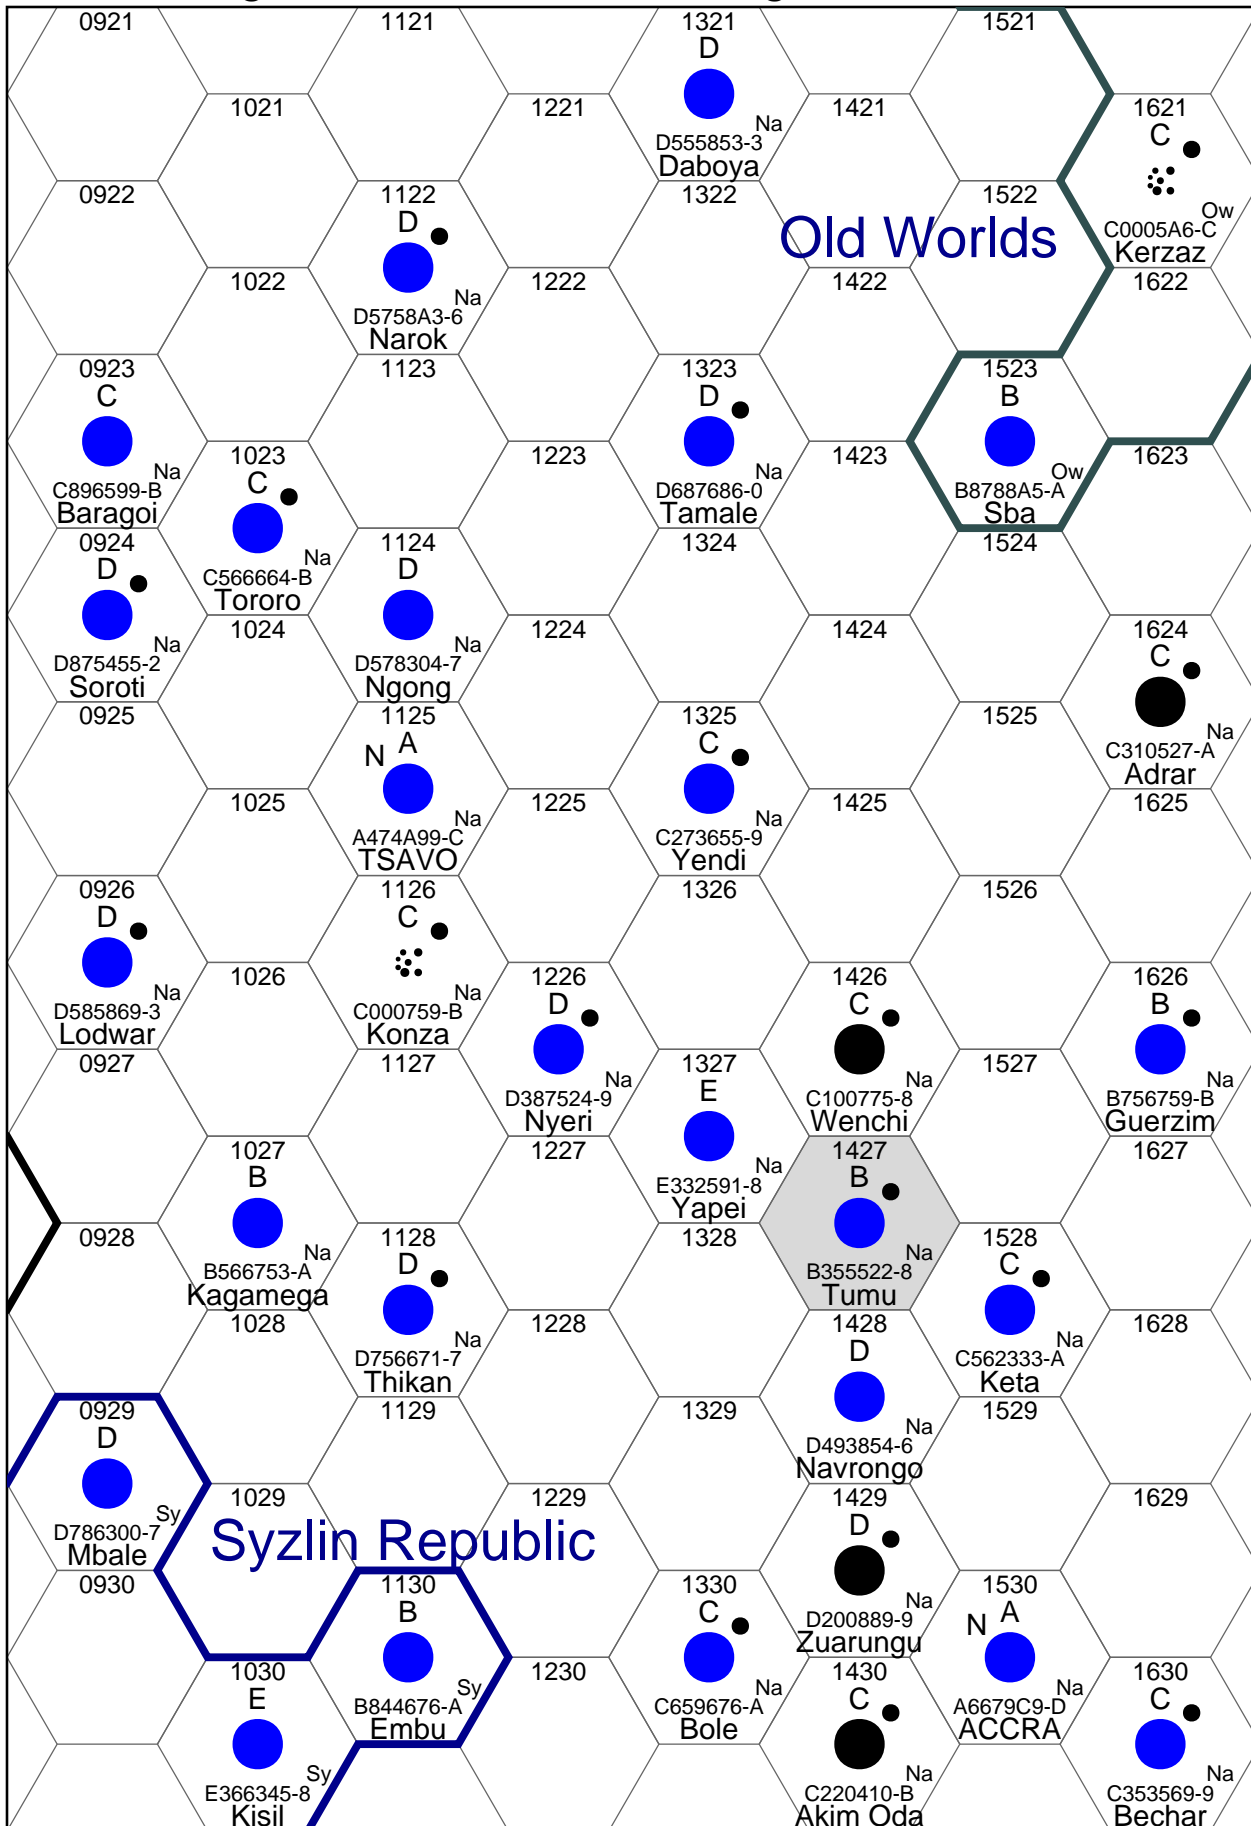 0921 1121 1321 1521
D
1021 1221 1421 1621
Na C
D555853-3
Daboya
0922 1122 1322 1522
D Ow
Old Worlds C0005A6-C
Kerzaz
1022 1222 1422 1622
Na
D5758A3-6
Narok
0923 1123 1323 1523
C D B
1023 1223 1423 1623
Na C Na Ow
C896599-B D687686-0 B8788A5-A
Baragoi Tamale Sba
0924 1124 1324 1524
D Na D
C566664-B
Tororo
1024 1224 1424 1624
Na Na C
D875455-2 D578304-7
Soroti Ngong
0925 1125 1325 1525
N A C Na
C310527-A
Adrar
1025 1225 1425 1625
Na Na
A474A99-C C273655-9
TSAVO Yendi
0926 1126 1326 1526
D C
1026 1226 1426 1626
Na Na D C B
D585869-3 C000759-B
Lodwar Konza
0927 1127 1327 1527
Na E Na Na
D387524-9 C100775-8 B756759-B
Nyeri Wenchi Guerzim
1027 1227 1427 1627
B Na B
E332591-8
Yapei
0928 1128 1328 1528
Na D Na C
B566753-A B355522-8
Kagamega Tumu
1028 1228 1428 1628
Na D Na
D756671-7 C562333-A
Thikan Keta
0929 1129 1329 1529
D Na
D493854-6
Navrongo
1029 1229 1429 1629
Sy D
D786300-7 Syzlin Republic
Mbale
0930 1130 1330 1530
B C Na N A
D200889-9
Zuarungu
1030 1230 1430 1630
E Sy Na C Na C
B844676-A C659676-A A6679C9-D
Embu Bole ACCRA
Sy Na Na
E366345-8 C220410-B C353569-9
Kisil Akim Oda Bechar